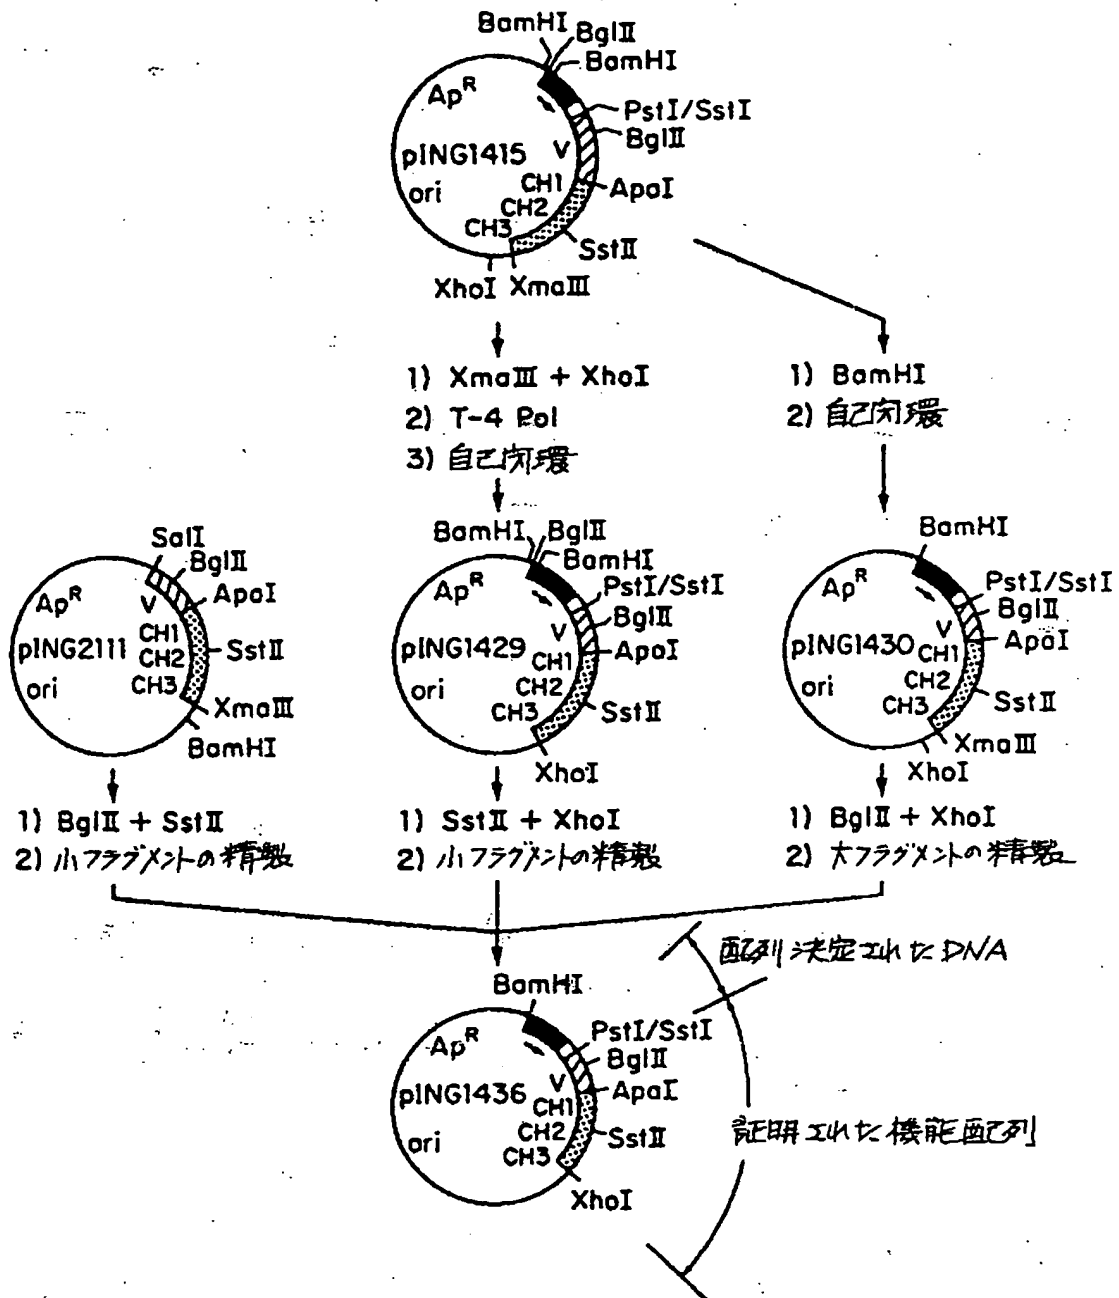 BamHI
BglII
BamHI
Ap^R
PstI/SstI
BglII
pING1415
V
ori
CH1
ApaI
CH2
CH3
SstII
XhoI
XmaIII
1) XmaIII + XhoI
2) T-4 Pol
3) 自己閉環
1) BamHI
2) 自己閉環
SalI
BglII
Ap^R
ApaI
V
CH1
pING2111
SstII
CH2
ori
CH3
XmaIII
BamHI
BamHI
BglII
BamHI
Ap^R
PstI/SstI
BglII
V
pING1429
ApaI
CH1
ori
CH2
CH3
SstII
XhoI
BamHI
Ap^R
PstI/SstI
BglII
V
ApaI
pING1430
CH1
ori
CH2
SstII
CH3
XmaIII
XhoI
1) BglII + SstII
2) 小フラグメントの精製
1) SstII + XhoI
2) 小フラグメントの精製
1) BglII + XhoI
2) 大フラグメントの精製
配列決定されたDNA
BamHI
Ap^R
PstI/SstI
BglII
V
ApaI
pING1436
CH1
ori
CH2
SstII
CH3
XhoI
証明された機能配列